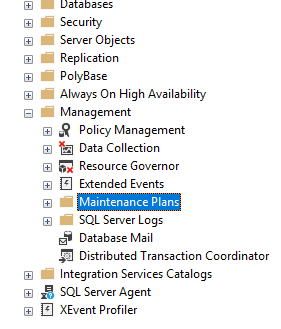 Databases
Security
Server Objects
Replication
PolyBase
Always On High Availability
Management
Policy Management
Data Collection
Resource Governor
Extended Events
Maintenance Plans
SQL Server Logs
Database Mail
Distributed Transaction Coordinator
Integration Services Catalogs
SQL Server Agent
XEvent Profiler